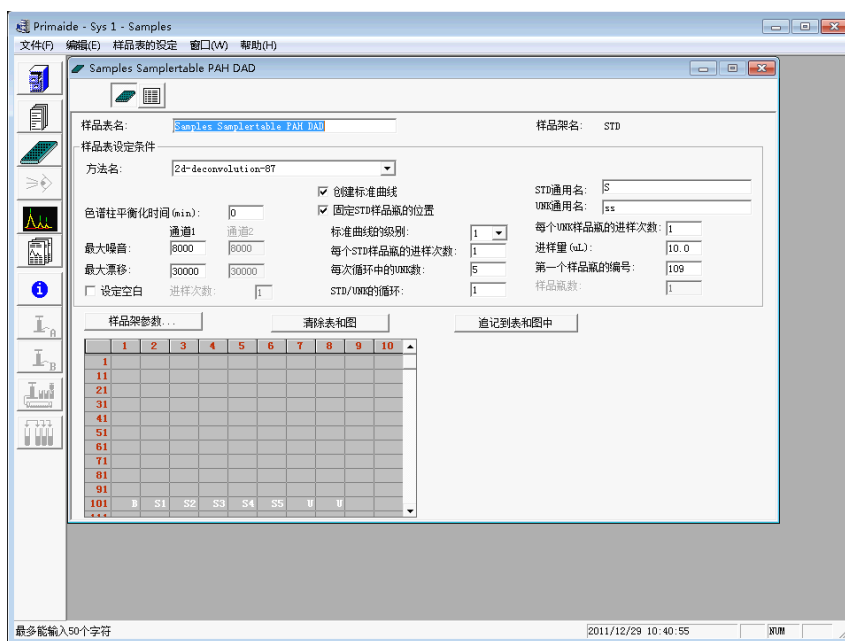 Primaide - Sys 1 - Samples
文件(F) 编辑(E) 样品表的设定 窗口(W) 帮助(H)
Samples Samplertable PAH DAD
样品表名: Samples Samplertable PAH DAD 样品架名: STD
样品表设定条件
方法名: 2d-deconvolution-87
创建标准曲线 STD通用名: S
色谱柱平衡化时间(min): 0 固定STD样品瓶的位置 UNK通用名: ss
通道1 通道2 标准曲线的级别: 1 每个UNK样品瓶的进样次数: 1
最大噪音: 8000 8000 每个STD样品瓶的进样次数: 1 进样量(uL): 10.0
最大漂移: 30000 30000 每次循环中的UNK数: 5 第一个样品瓶的编号: 109
设定空白 进样次数: 1 STD/UNK的循环: 1 样品瓶数: 1
样品架参数... 清除表和图 追记到表和图中
1 2 3 4 5 6 7 8 9 10
1
11
21
31
41
51
61
71
81
91
101 B S1 S2 S3 S4 S5 U U
A
B
最多能输入50个字符 2011/12/29 10:40:55 NUM